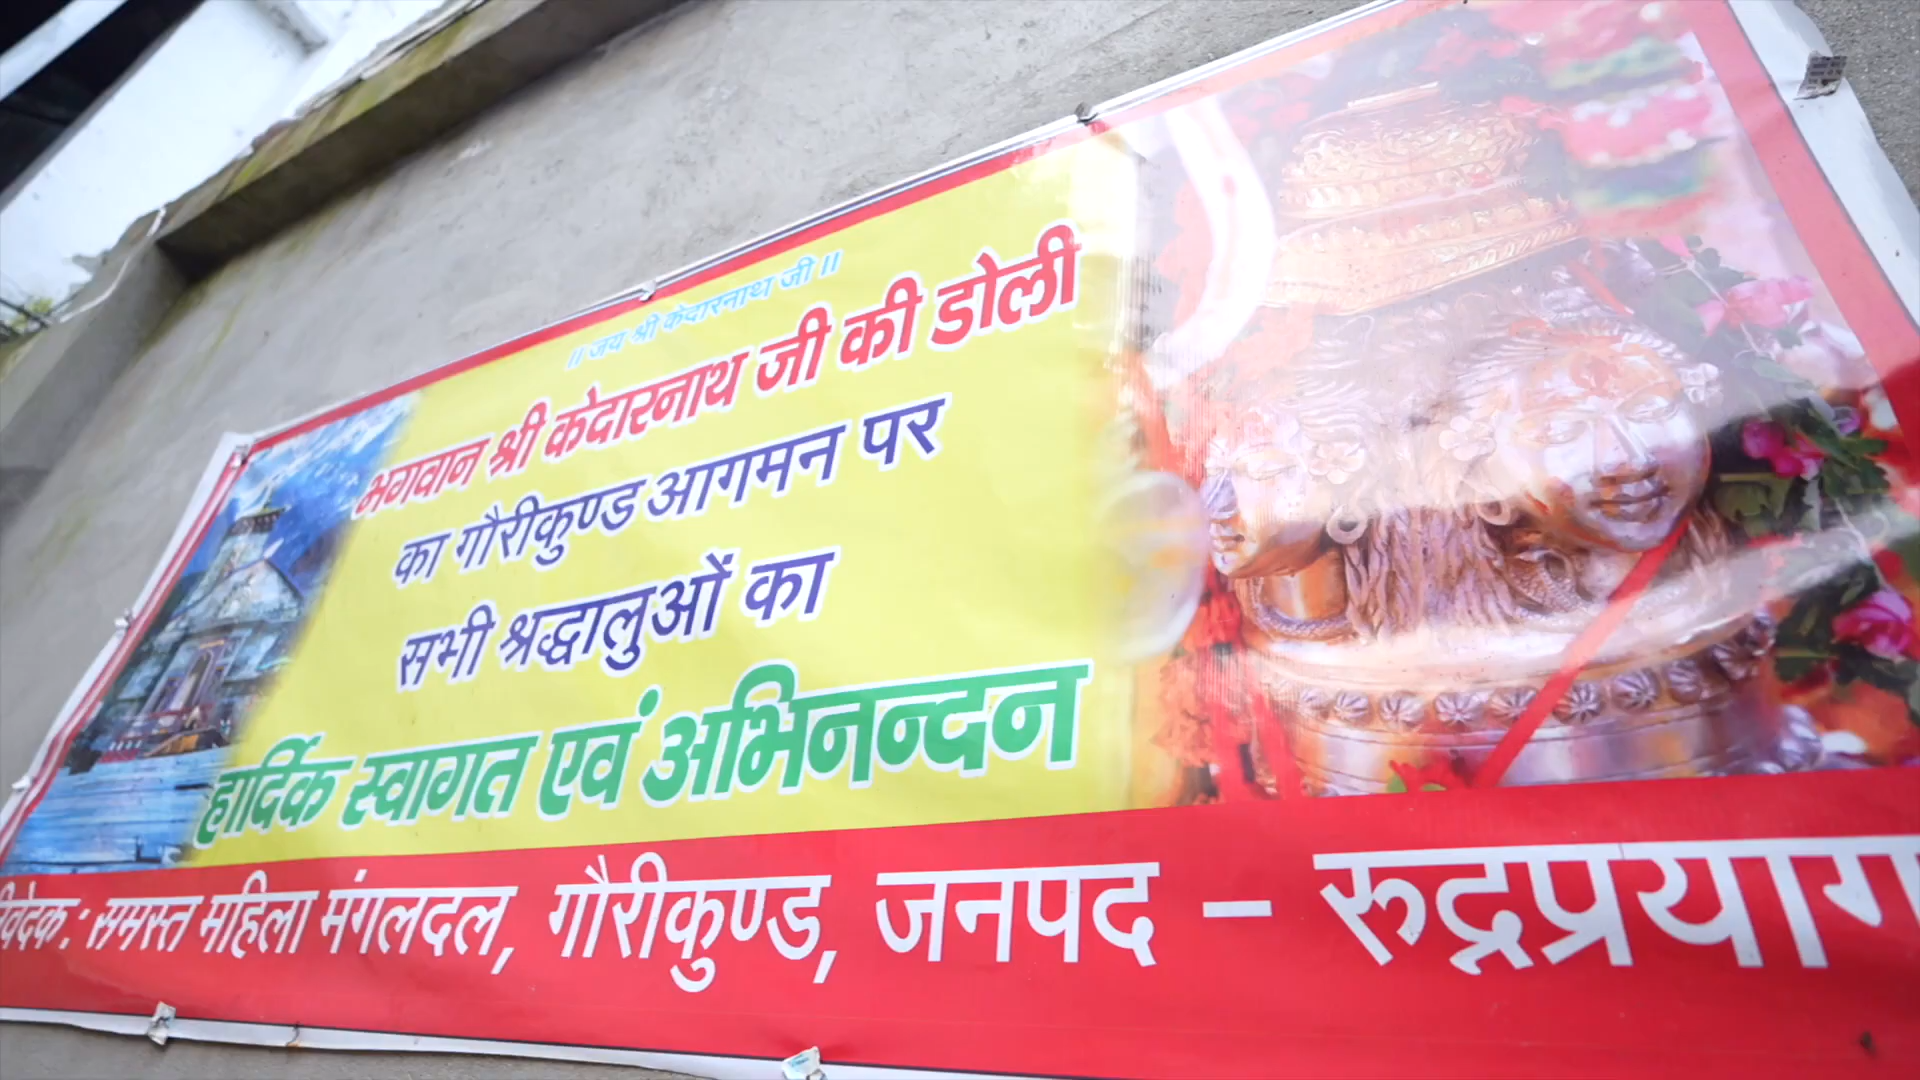 ॥ जय श्री केदारनाथ जी ॥
भगवान श्री केदारनाथ जी की डोली
का गौरीकुण्ड आगमन पर
सभी श्रद्धालुओं का
हार्दिक स्वागत एवं अभिनन्दन
निवेदक : समस्त महिला मंगलदल, गौरीकुण्ड, जनपद – रुद्रप्रयाग